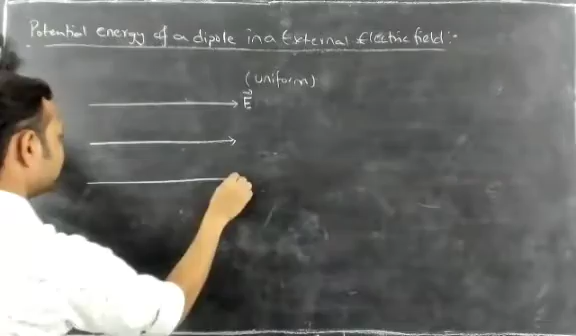 Potential energy of a dipole in a External Electric field:-
(Uniform)
E